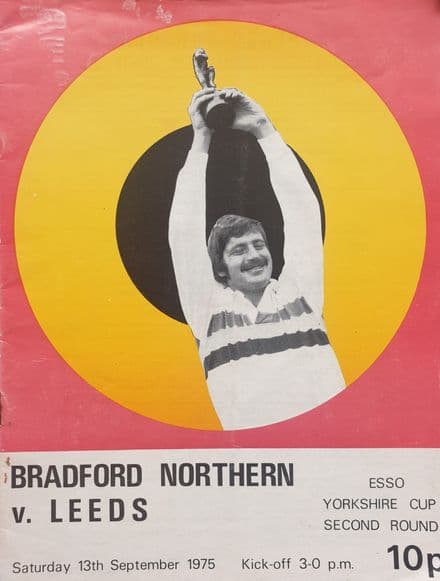 BRADFORD NORTHERN
v. LEEDS
ESSO
YORKSHIRE CUP
SECOND ROUND
Saturday 13th September 1975 Kick-off 3-0 p.m. 10p